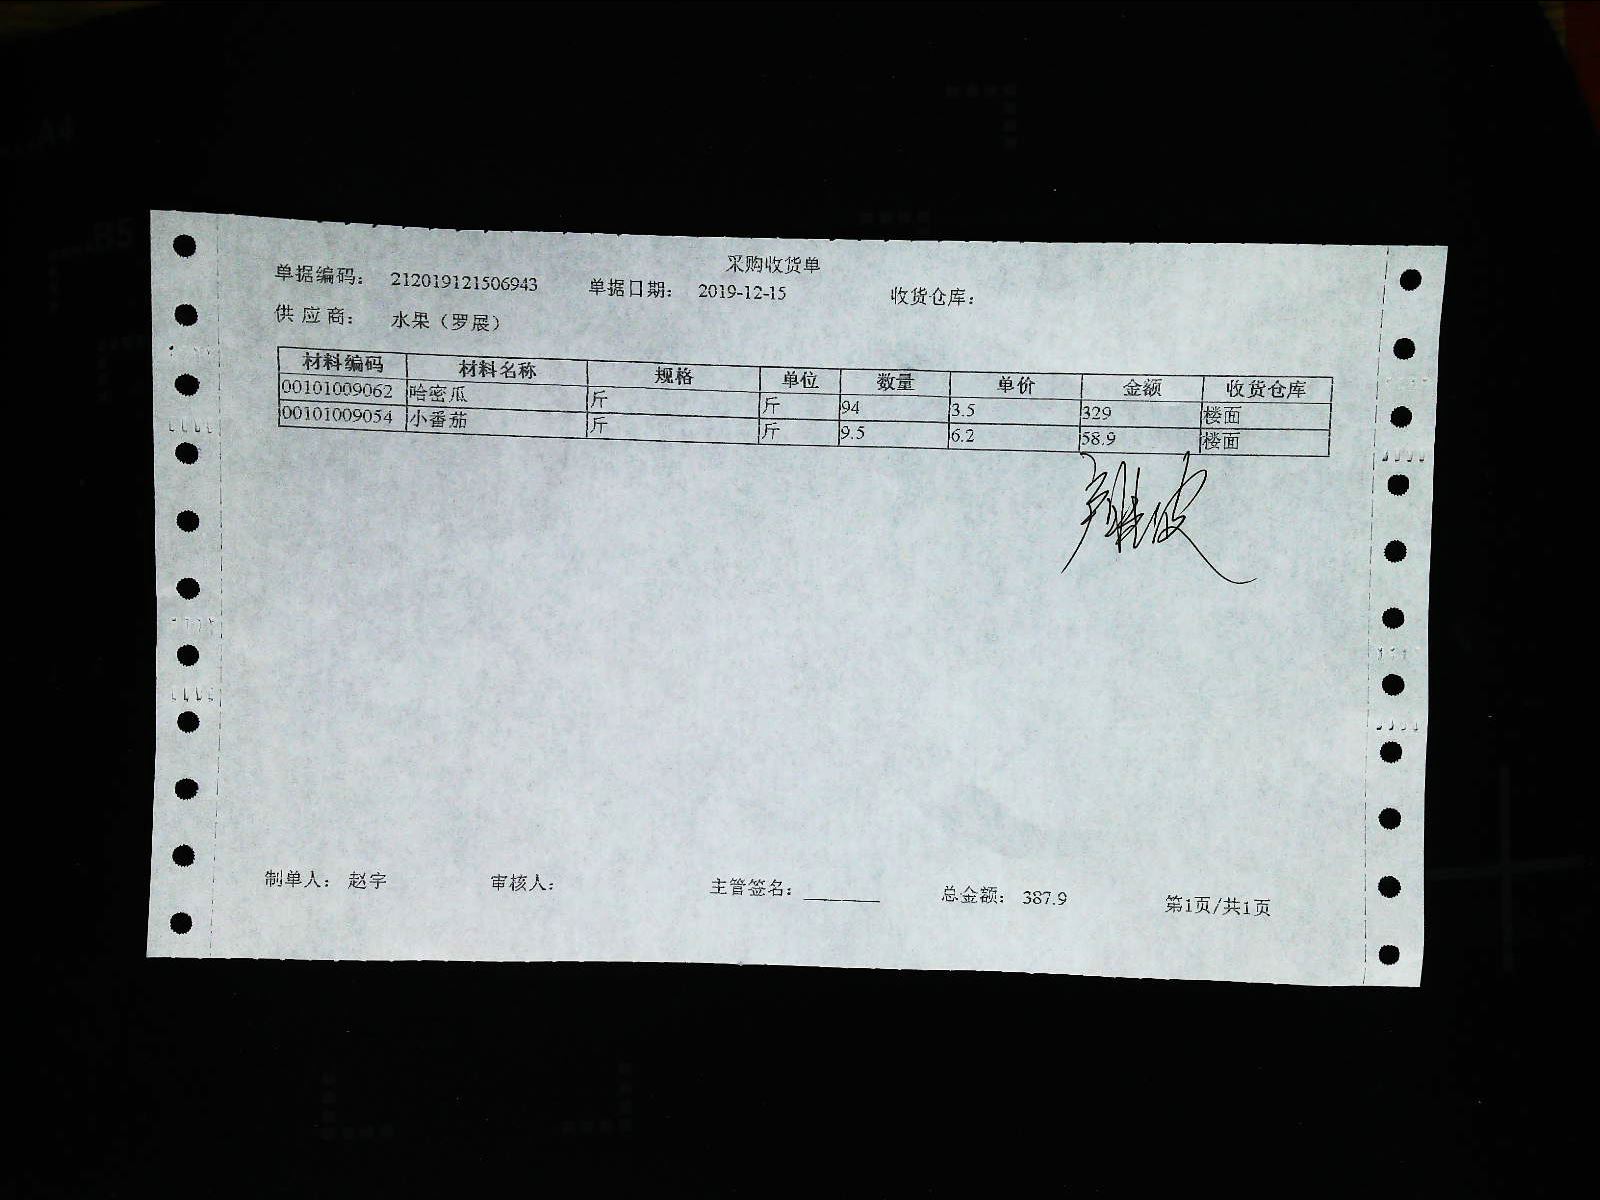 采购收货单
单据编码： 212019121506943 单据日期： 2019-12-15 收货仓库：
供 应 商： 水果（罗展）
材料编码 材料名称 规格 单位 数量 单价 金额 收货仓库
00101009062 哈密瓜 斤 斤 94 3.5 329 楼面
00101009054 小番茄 斤 斤 9.5 6.2 58.9 楼面
制单人： 赵宇 审核人： 主管签名： 总金额： 387.9 第1页/共1页
A4
B5